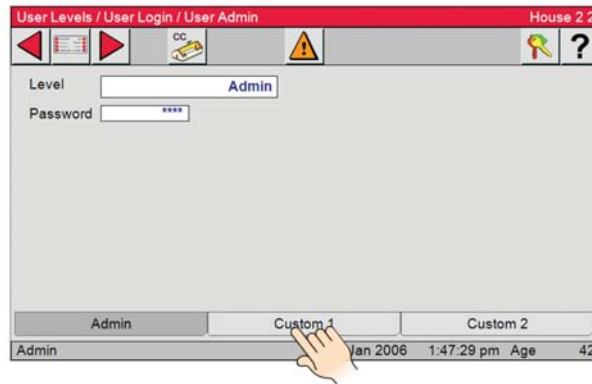 User Levels / User Login / User Admin House 2 2
CC ?
Level Admin
Password ****
Admin Custom 1 Custom 2
Admin Jan 2006 1:47:29 pm Age 42